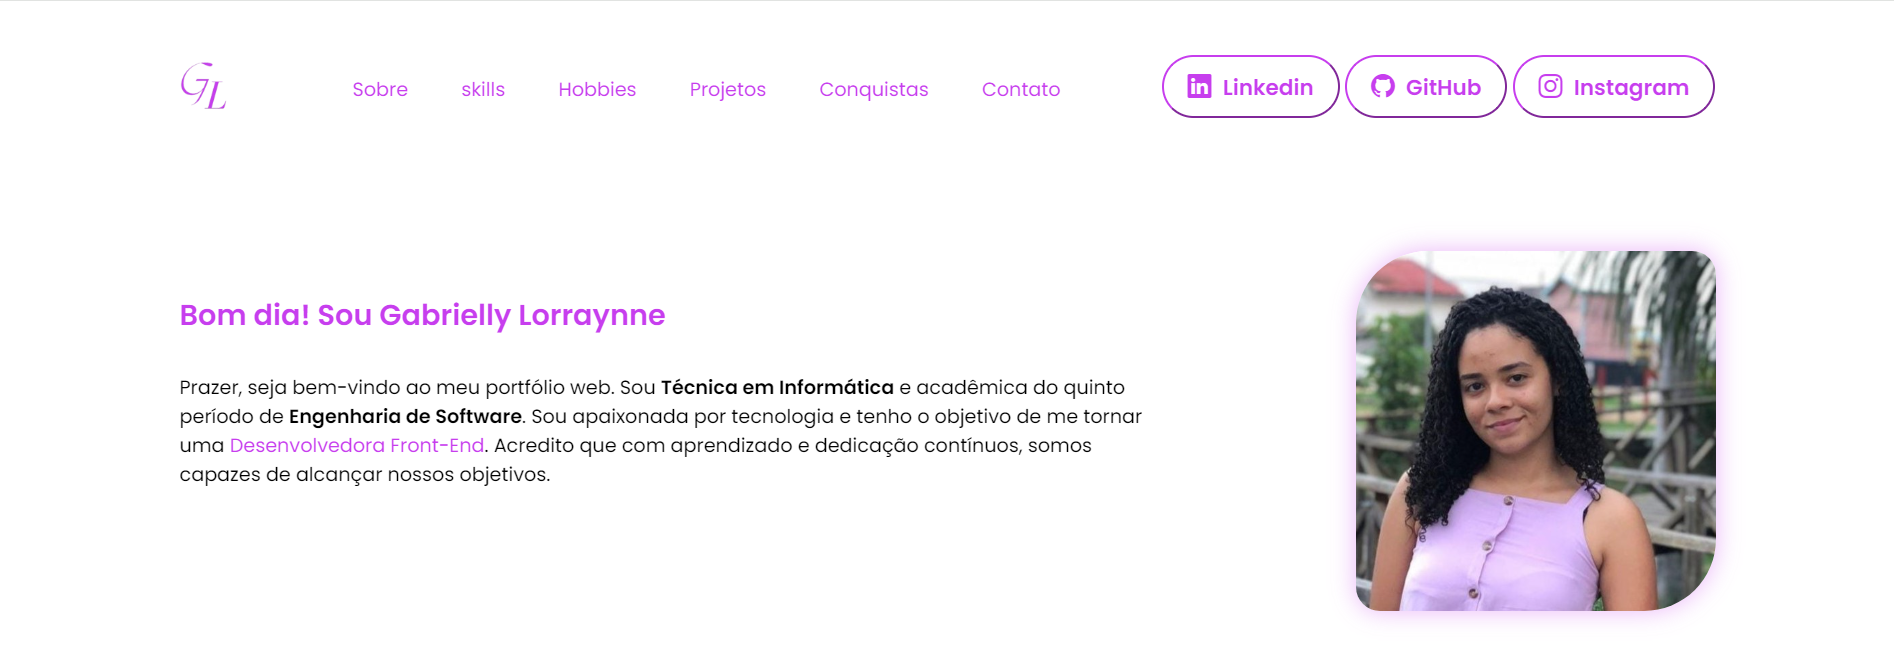 GL
Sobre skills Hobbies Projetos Conquistas Contato
Linkedin GitHub Instagram
Bom dia! Sou Gabrielly Lorraynne
Prazer, seja bem-vindo ao meu portfólio web. Sou Técnica em Informática e acadêmica do quinto
período de Engenharia de Software. Sou apaixonada por tecnologia e tenho o objetivo de me tornar
uma Desenvolvedora Front-End. Acredito que com aprendizado e dedicação contínuos, somos
capazes de alcançar nossos objetivos.